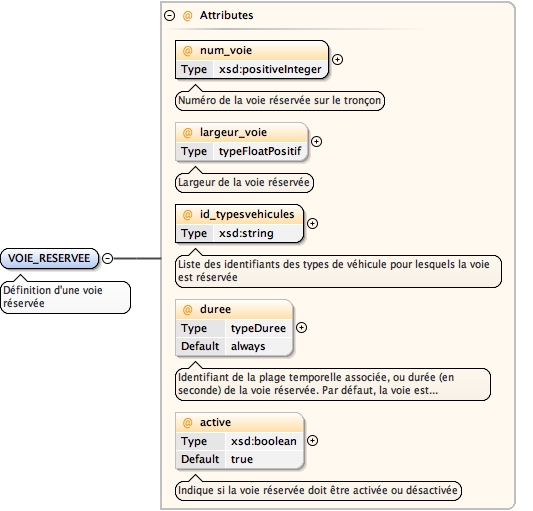 @ Attributes
@ num_voie
Type xsd:positiveInteger
Numéro de la voie réservée sur le tronçon
@ largeur_voie
Type typeFloatPositif
Largeur de la voie réservée
@ id_typesvehicules
Type xsd:string
Liste des identifiants des types de véhicule pour lesquels la voie
est réservée
VOIE_RESERVEE
Définition d'une voie
réservée
@ duree
Type typeDuree
Default always
Identifiant de la plage temporelle associée, ou durée (en
seconde) de la voie réservée. Par défaut, la voie est...
@ active
Type xsd:boolean
Default true
Indique si la voie réservée doit être activée ou désactivée